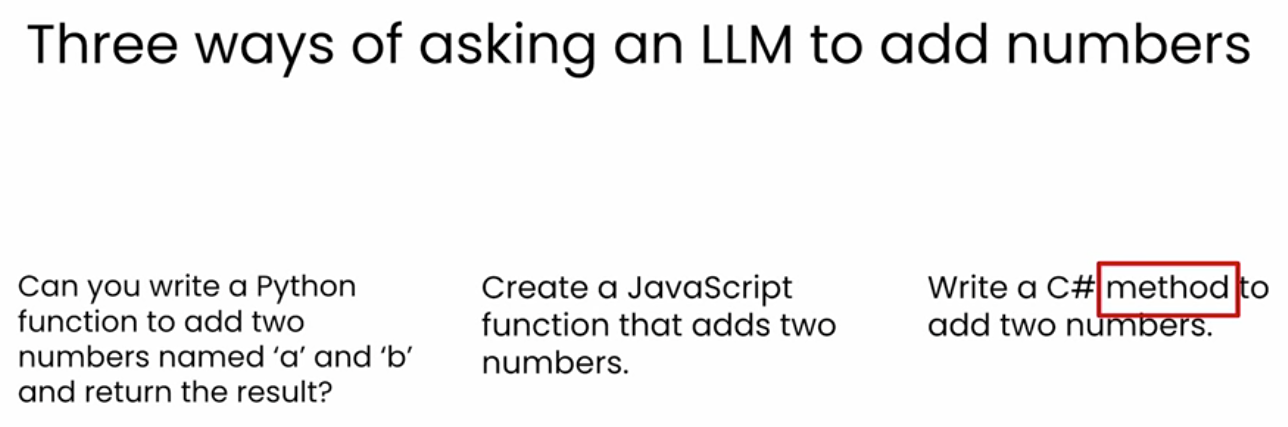 Three ways of asking an LLM to add numbers
Can you write a Python
function to add two
numbers named ‘a’ and ‘b’
and return the result?
Create a JavaScript
function that adds two
numbers.
Write a C# method to
add two numbers.